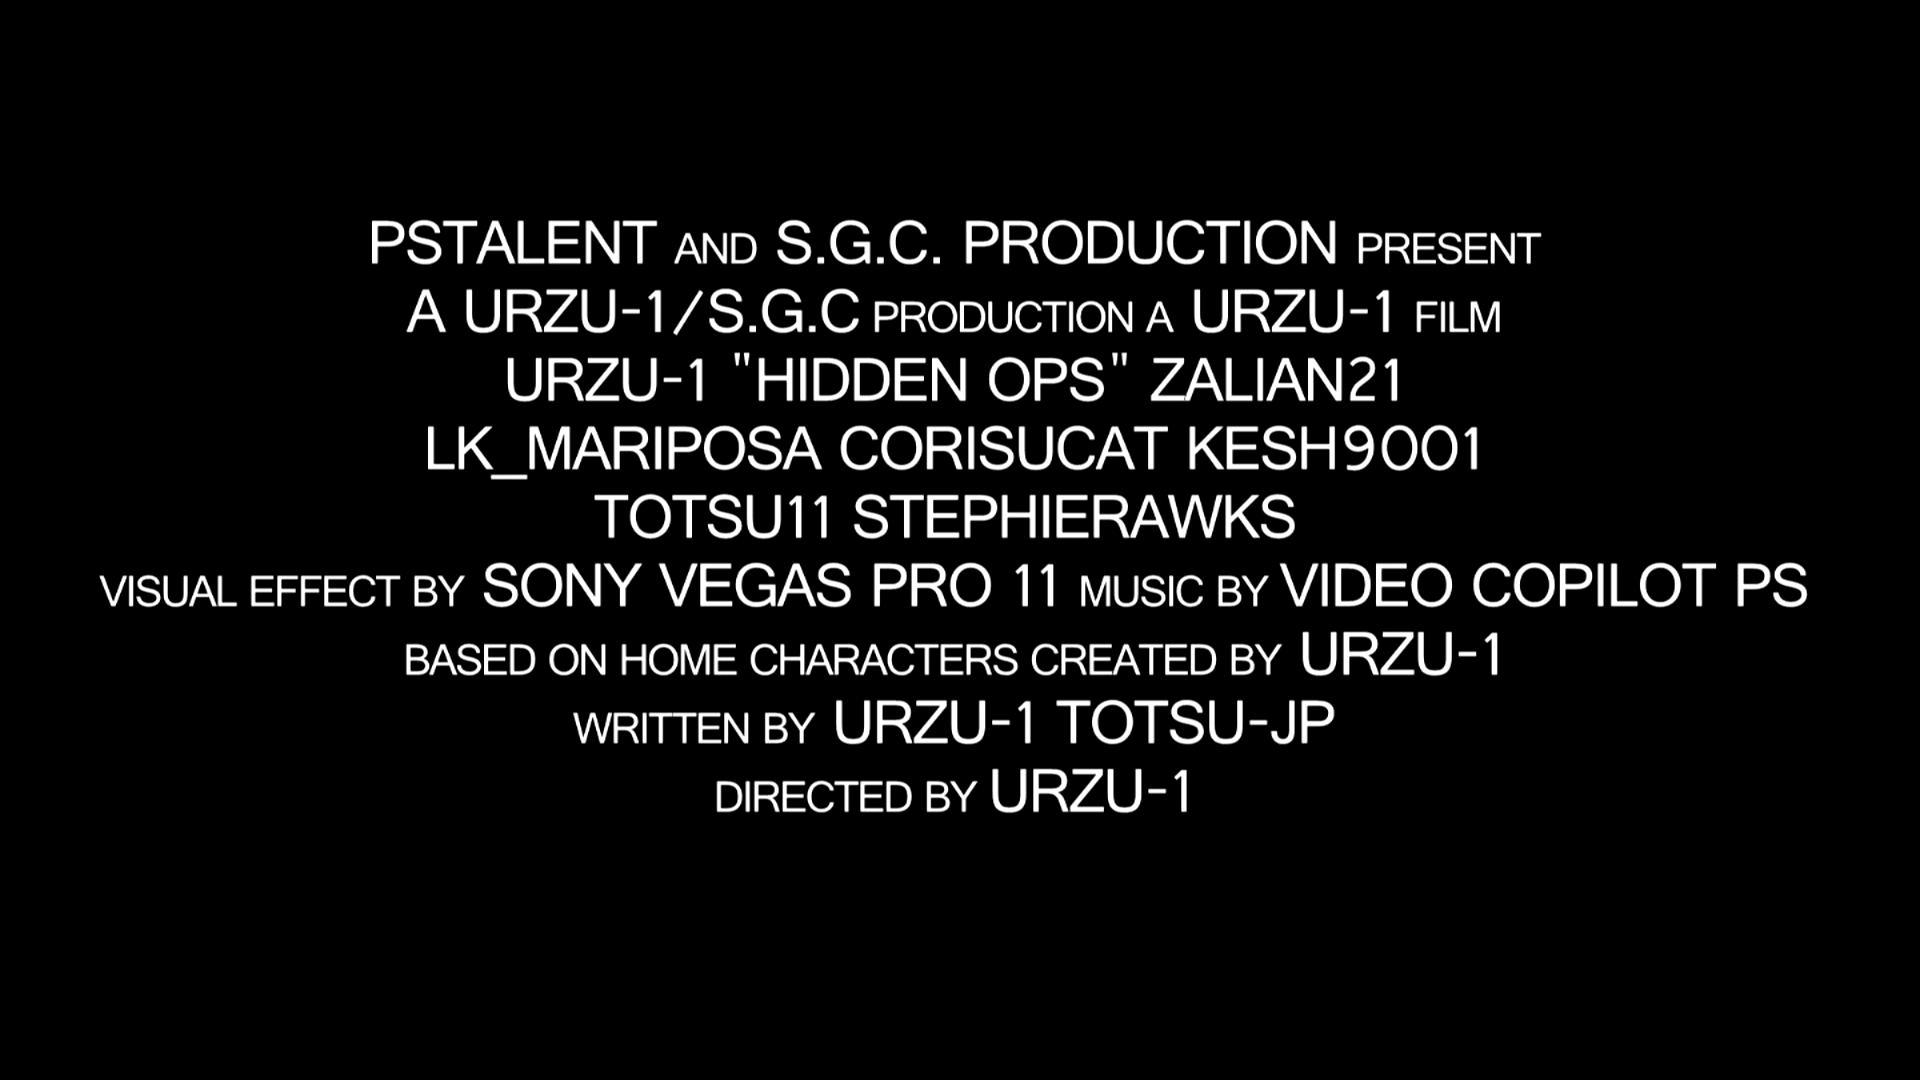 PSTALENT AND S.G.C. PRODUCTION PRESENT
A URZU-1/S.G.C PRODUCTION A URZU-1 FILM
URZU-1 "HIDDEN OPS" ZALIAN21
LK_MARIPOSA CORISUCAT KESH9001
TOTSU11 STEPHIERAWKS
VISUAL EFFECT BY SONY VEGAS PRO 11 MUSIC BY VIDEO COPILOT PS
BASED ON HOME CHARACTERS CREATED BY URZU-1
WRITTEN BY URZU-1 TOTSU-JP
DIRECTED BY URZU-1